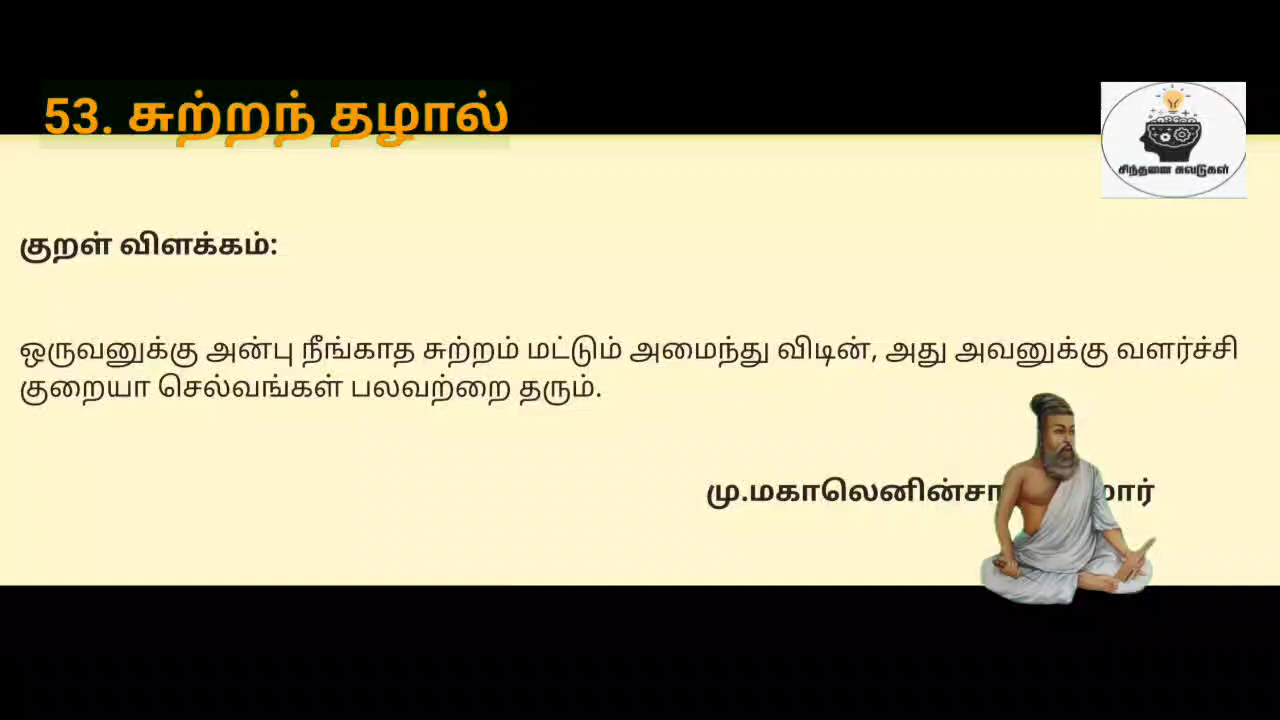 53. சுற்றந் தழால்
சிந்தனை சுவடுகள்
குறள் விளக்கம்:
ஒருவனுக்கு அன்பு நீங்காத சுற்றம் மட்டும் அமைந்து விடின், அது அவனுக்கு வளர்ச்சி
குறையா செல்வங்கள் பலவற்றை தரும்.